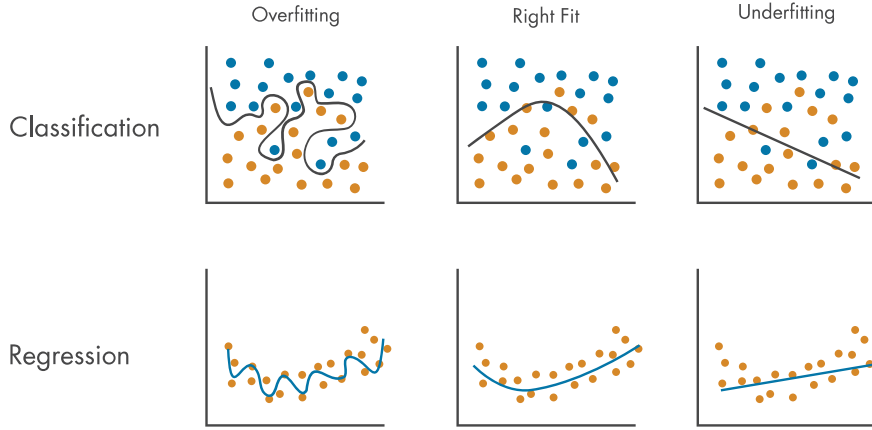 Overfitting
Right Fit
Underfitting
Classification
Regression